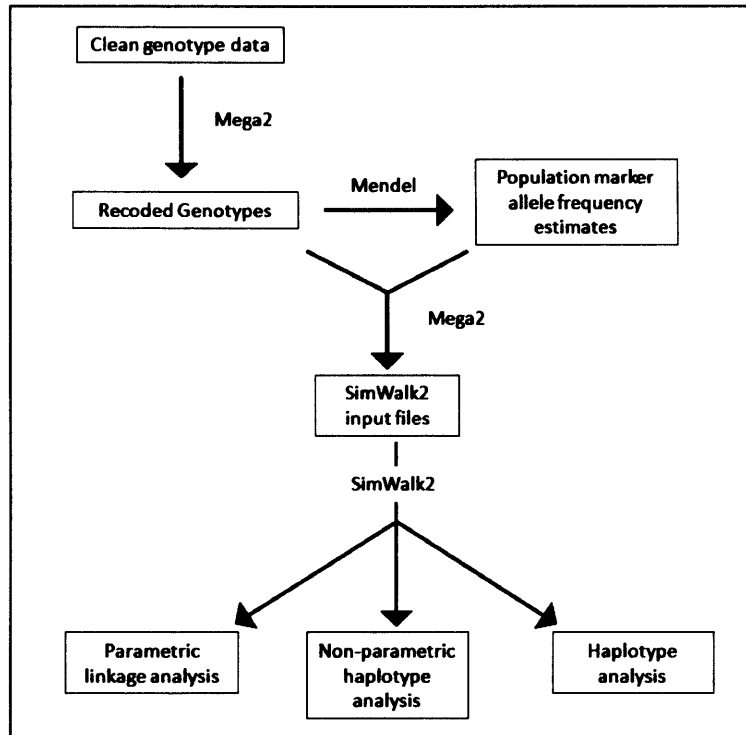 Clean genotype data
Mega2
Mendel
Recoded Genotypes
Population marker
allele frequency
estimates
Mega2
SimWalk2
input files
SimWalk2
Parametric
linkage analysis
Non-parametric
haplotype
analysis
Haplotype
analysis